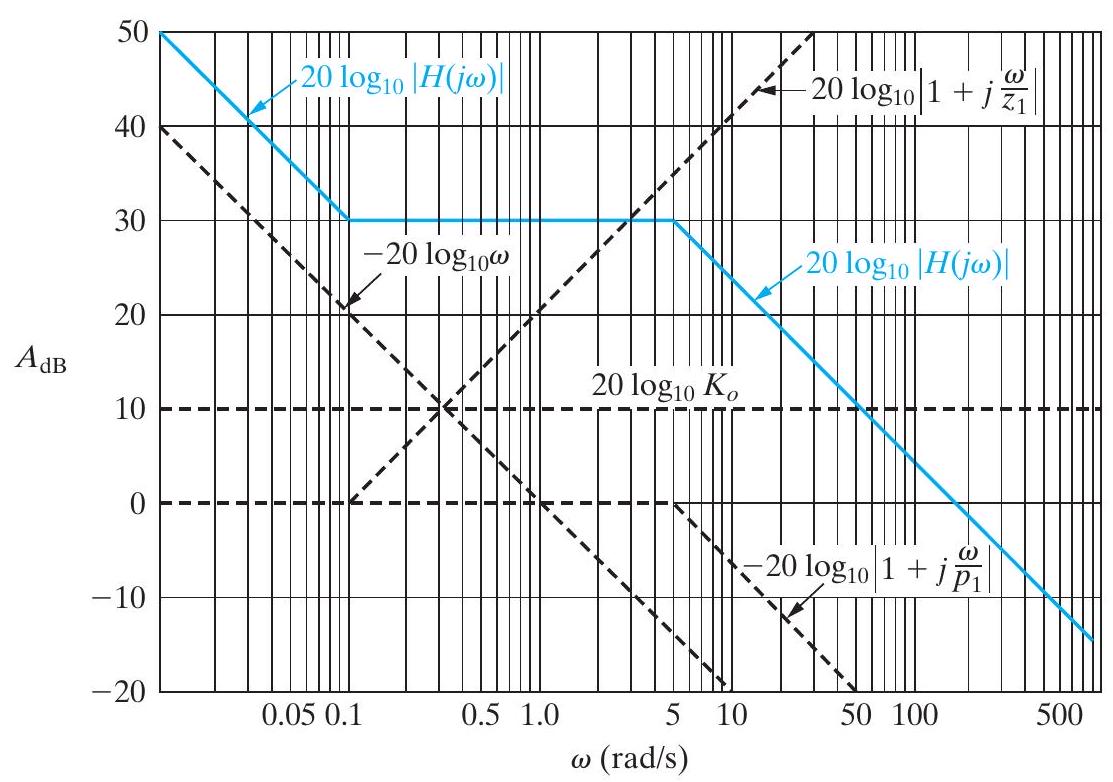 50
20 log₁₀ |H(jω)|
20 log₁₀ |1 + j ω/z₁|
40
30
−20 log₁₀ω
20 log₁₀ |H(jω)|
20
A_dB
20 log₁₀ K_o
10
0
−20 log₁₀ |1 + j ω/p₁|
−10
−20
0.05 0.1 0.5 1.0 5 10 50 100 500
ω (rad/s)